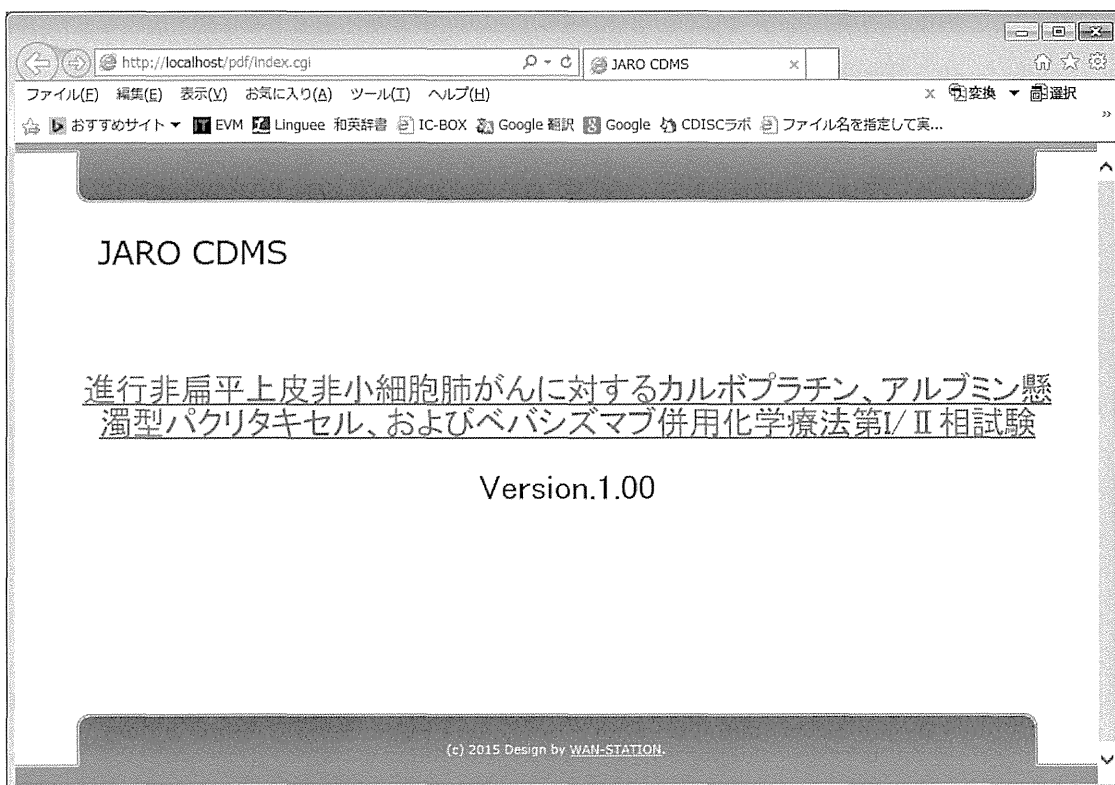 http://localhost/pdf/index.cgi
JARO CDMS
ファイル(F) 編集(E) 表示(V) お気に入り(A) ツール(T) ヘルプ(H)
x 変換 ▼ 選択
おすすめサイト ▼ EVM Linguee 和英辞書 IC-BOX Google 翻訳 Google CDISCラボ ファイル名を指定して実...
JARO CDMS
進行非扁平上皮非小細胞肺がんに対するカルボプラチン、アルブミン懸
濁型パクリタキセル、およびベバシズマブ併用化学療法第I/Ⅱ相試験
Version.1.00
(c) 2015 Design by WAN-STATION.